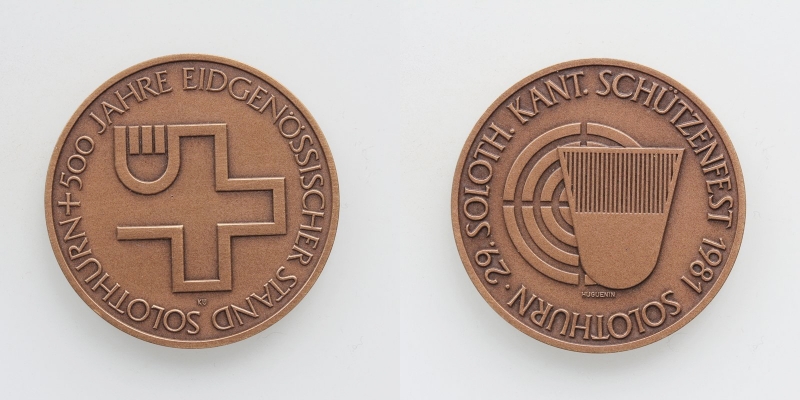 500 JAHRE EIDGENÖSSISCHER STAND SOLOTHURN+
29. SOLOTH. KANT. SCHÜTZENFEST 1981 SOLOTHURN ·
HUGUENIN